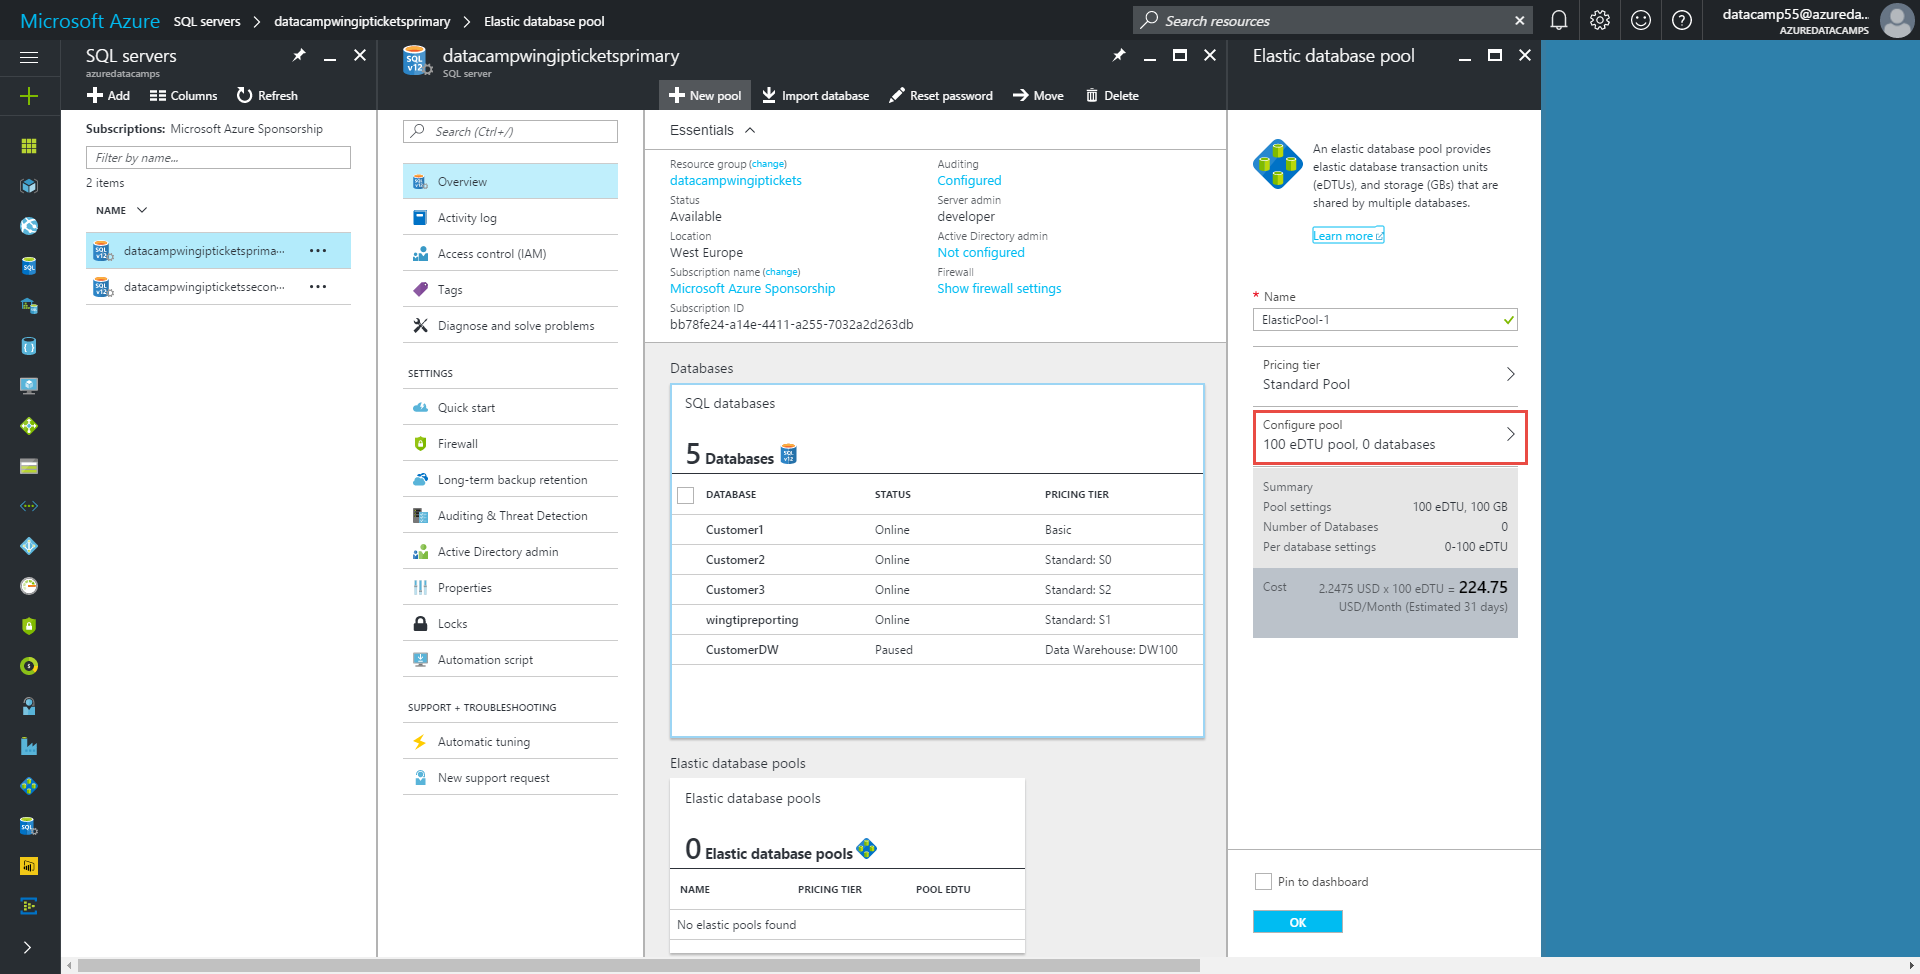 Microsoft Azure
SQL servers
datacampwingipticketsprimary
Elastic database pool
Search resources
datacamp55@azureda...
AZUREDATACAMPS
SQL servers
azuredatacamps
Add
Columns
Refresh
Subscriptions: Microsoft Azure Sponsorship
Filter by name...
2 items
NAME
datacampwingipticketsprima...
datacampwingipticketssecon...
datacampwingipticketsprimary
SQL server
New pool
Import database
Reset password
Move
Delete
Search (Ctrl+/)
Overview
Activity log
Access control (IAM)
Tags
Diagnose and solve problems
SETTINGS
Quick start
Firewall
Long-term backup retention
Auditing & Threat Detection
Active Directory admin
Properties
Locks
Automation script
SUPPORT + TROUBLESHOOTING
Automatic tuning
New support request
Essentials
Resource group (change)
datacampwingiptickets
Status
Available
Location
West Europe
Subscription name (change)
Microsoft Azure Sponsorship
Subscription ID
bb78fe24-a14e-4411-a255-7032a2d263db
Auditing
Configured
Server admin
developer
Active Directory admin
Not configured
Firewall
Show firewall settings
Databases
SQL databases
5 Databases
DATABASE STATUS PRICING TIER
Customer1 Online Basic
Customer2 Online Standard: S0
Customer3 Online Standard: S2
wingtipreporting Online Standard: S1
CustomerDW Paused Data Warehouse: DW100
Elastic database pools
Elastic database pools
0 Elastic database pools
NAME PRICING TIER POOL EDTU
No elastic pools found
Elastic database pool
An elastic database pool provides
elastic database transaction units
(eDTUs), and storage (GBs) that are
shared by multiple databases.
Learn more
* Name
ElasticPool-1
Pricing tier
Standard Pool
Configure pool
100 eDTU pool, 0 databases
Summary
Pool settings 100 eDTU, 100 GB
Number of Databases 0
Per database settings 0-100 eDTU
Cost 2.2475 USD x 100 eDTU = 224.75
USD/Month (Estimated 31 days)
Pin to dashboard
OK